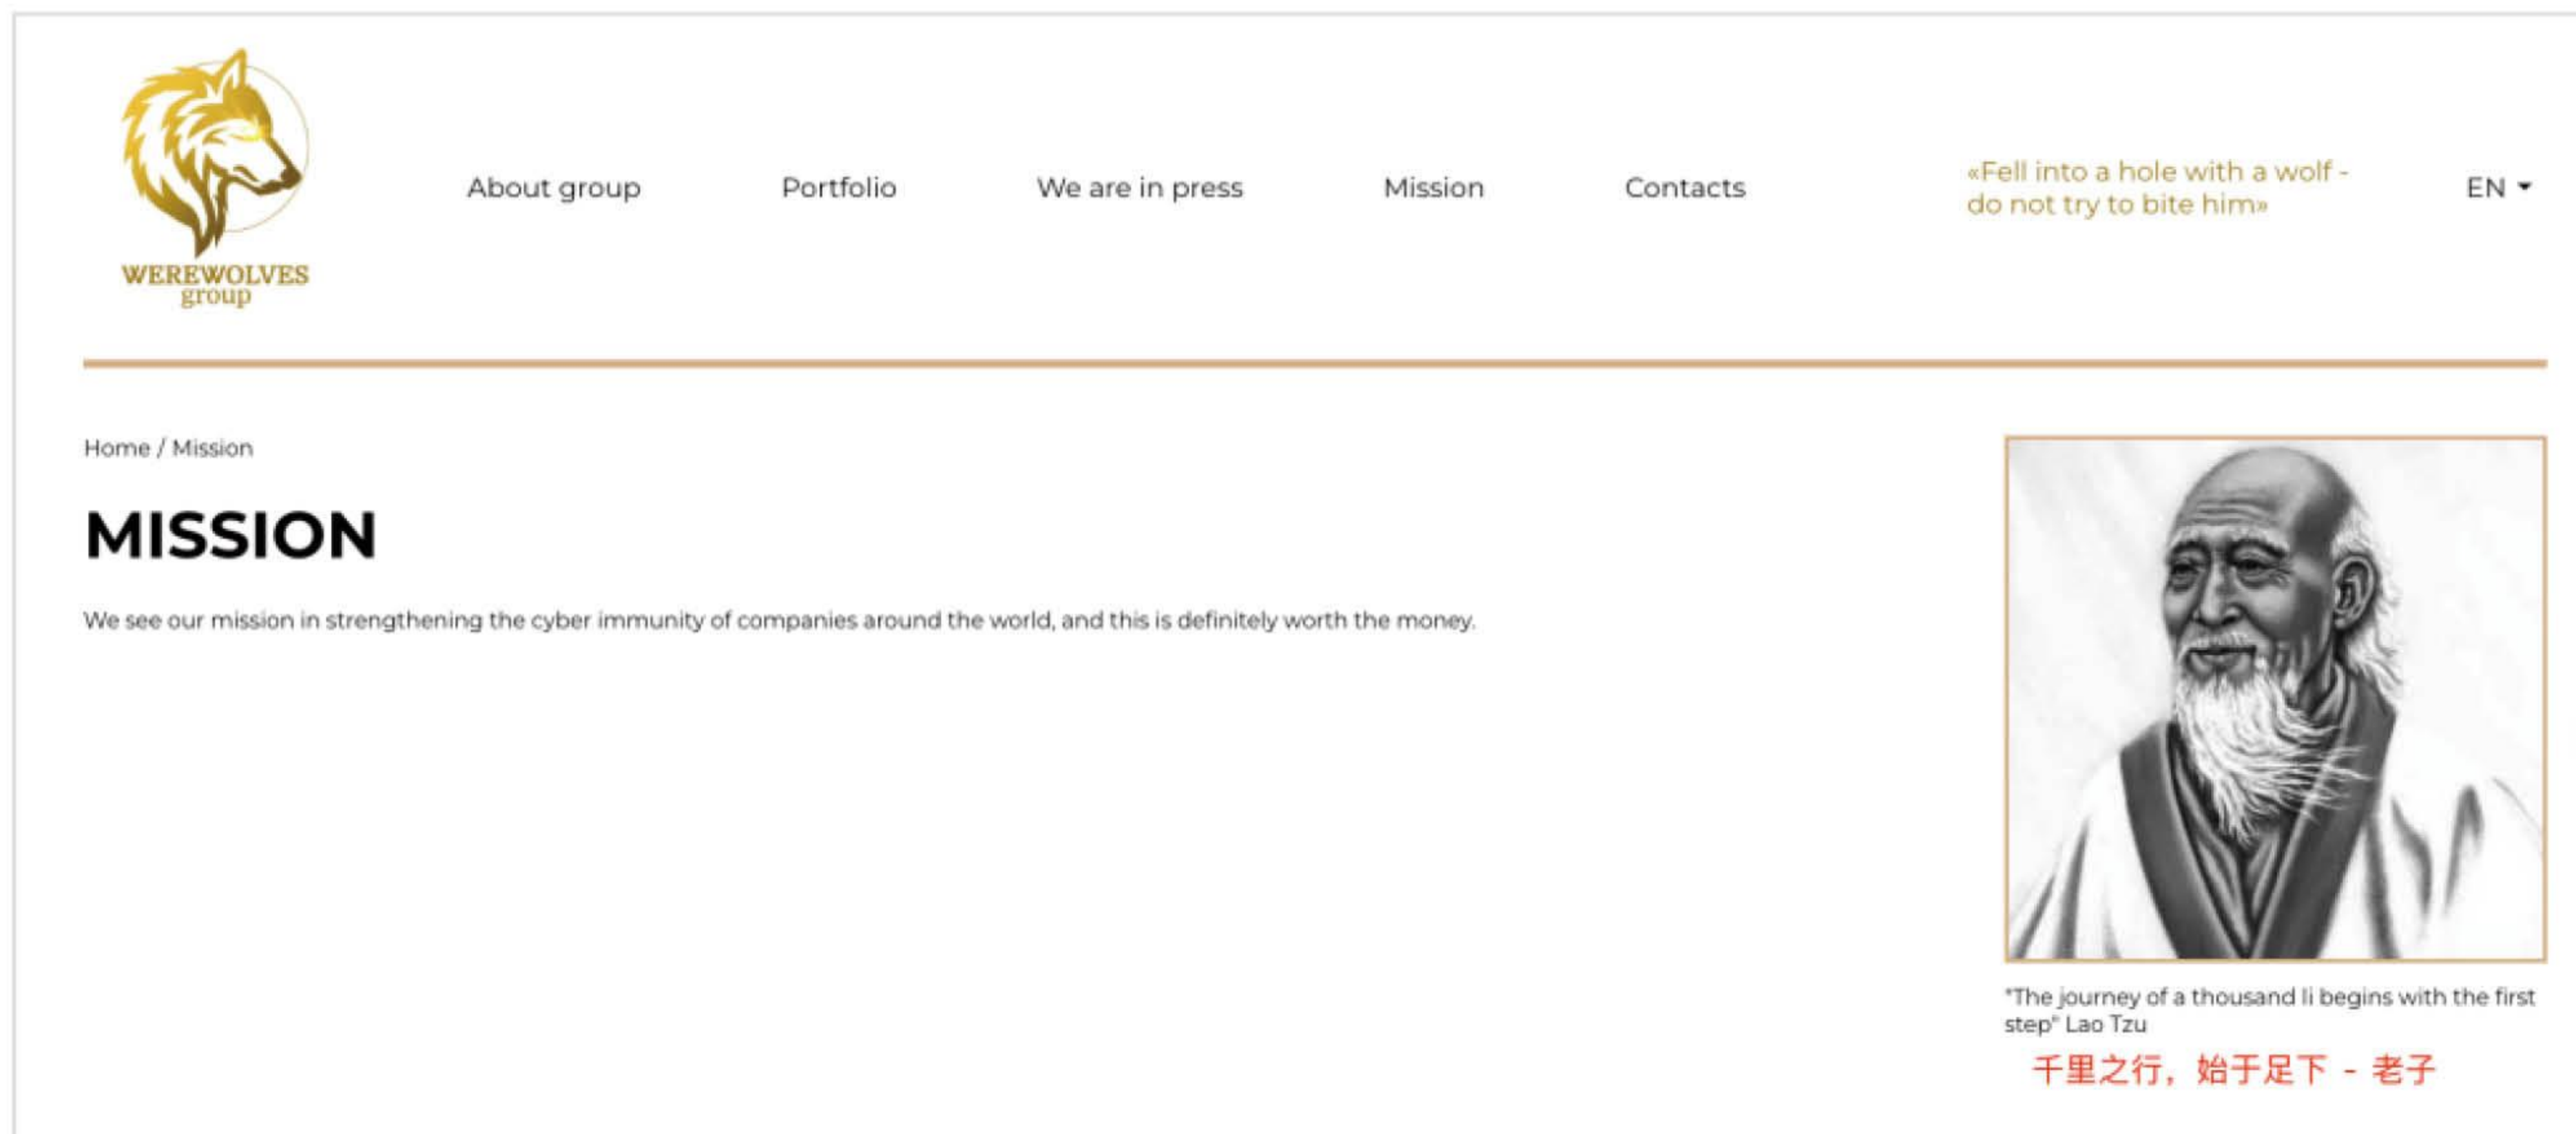 WEREWOLVES
group
About group
Portfolio
We are in press
Mission
Contacts
«Fell into a hole with a wolf -
do not try to bite him»
EN
Home / Mission
MISSION
We see our mission in strengthening the cyber immunity of companies around the world, and this is definitely worth the money.
"The journey of a thousand li begins with the first
step" Lao Tzu
千里之行，始于足下 - 老子